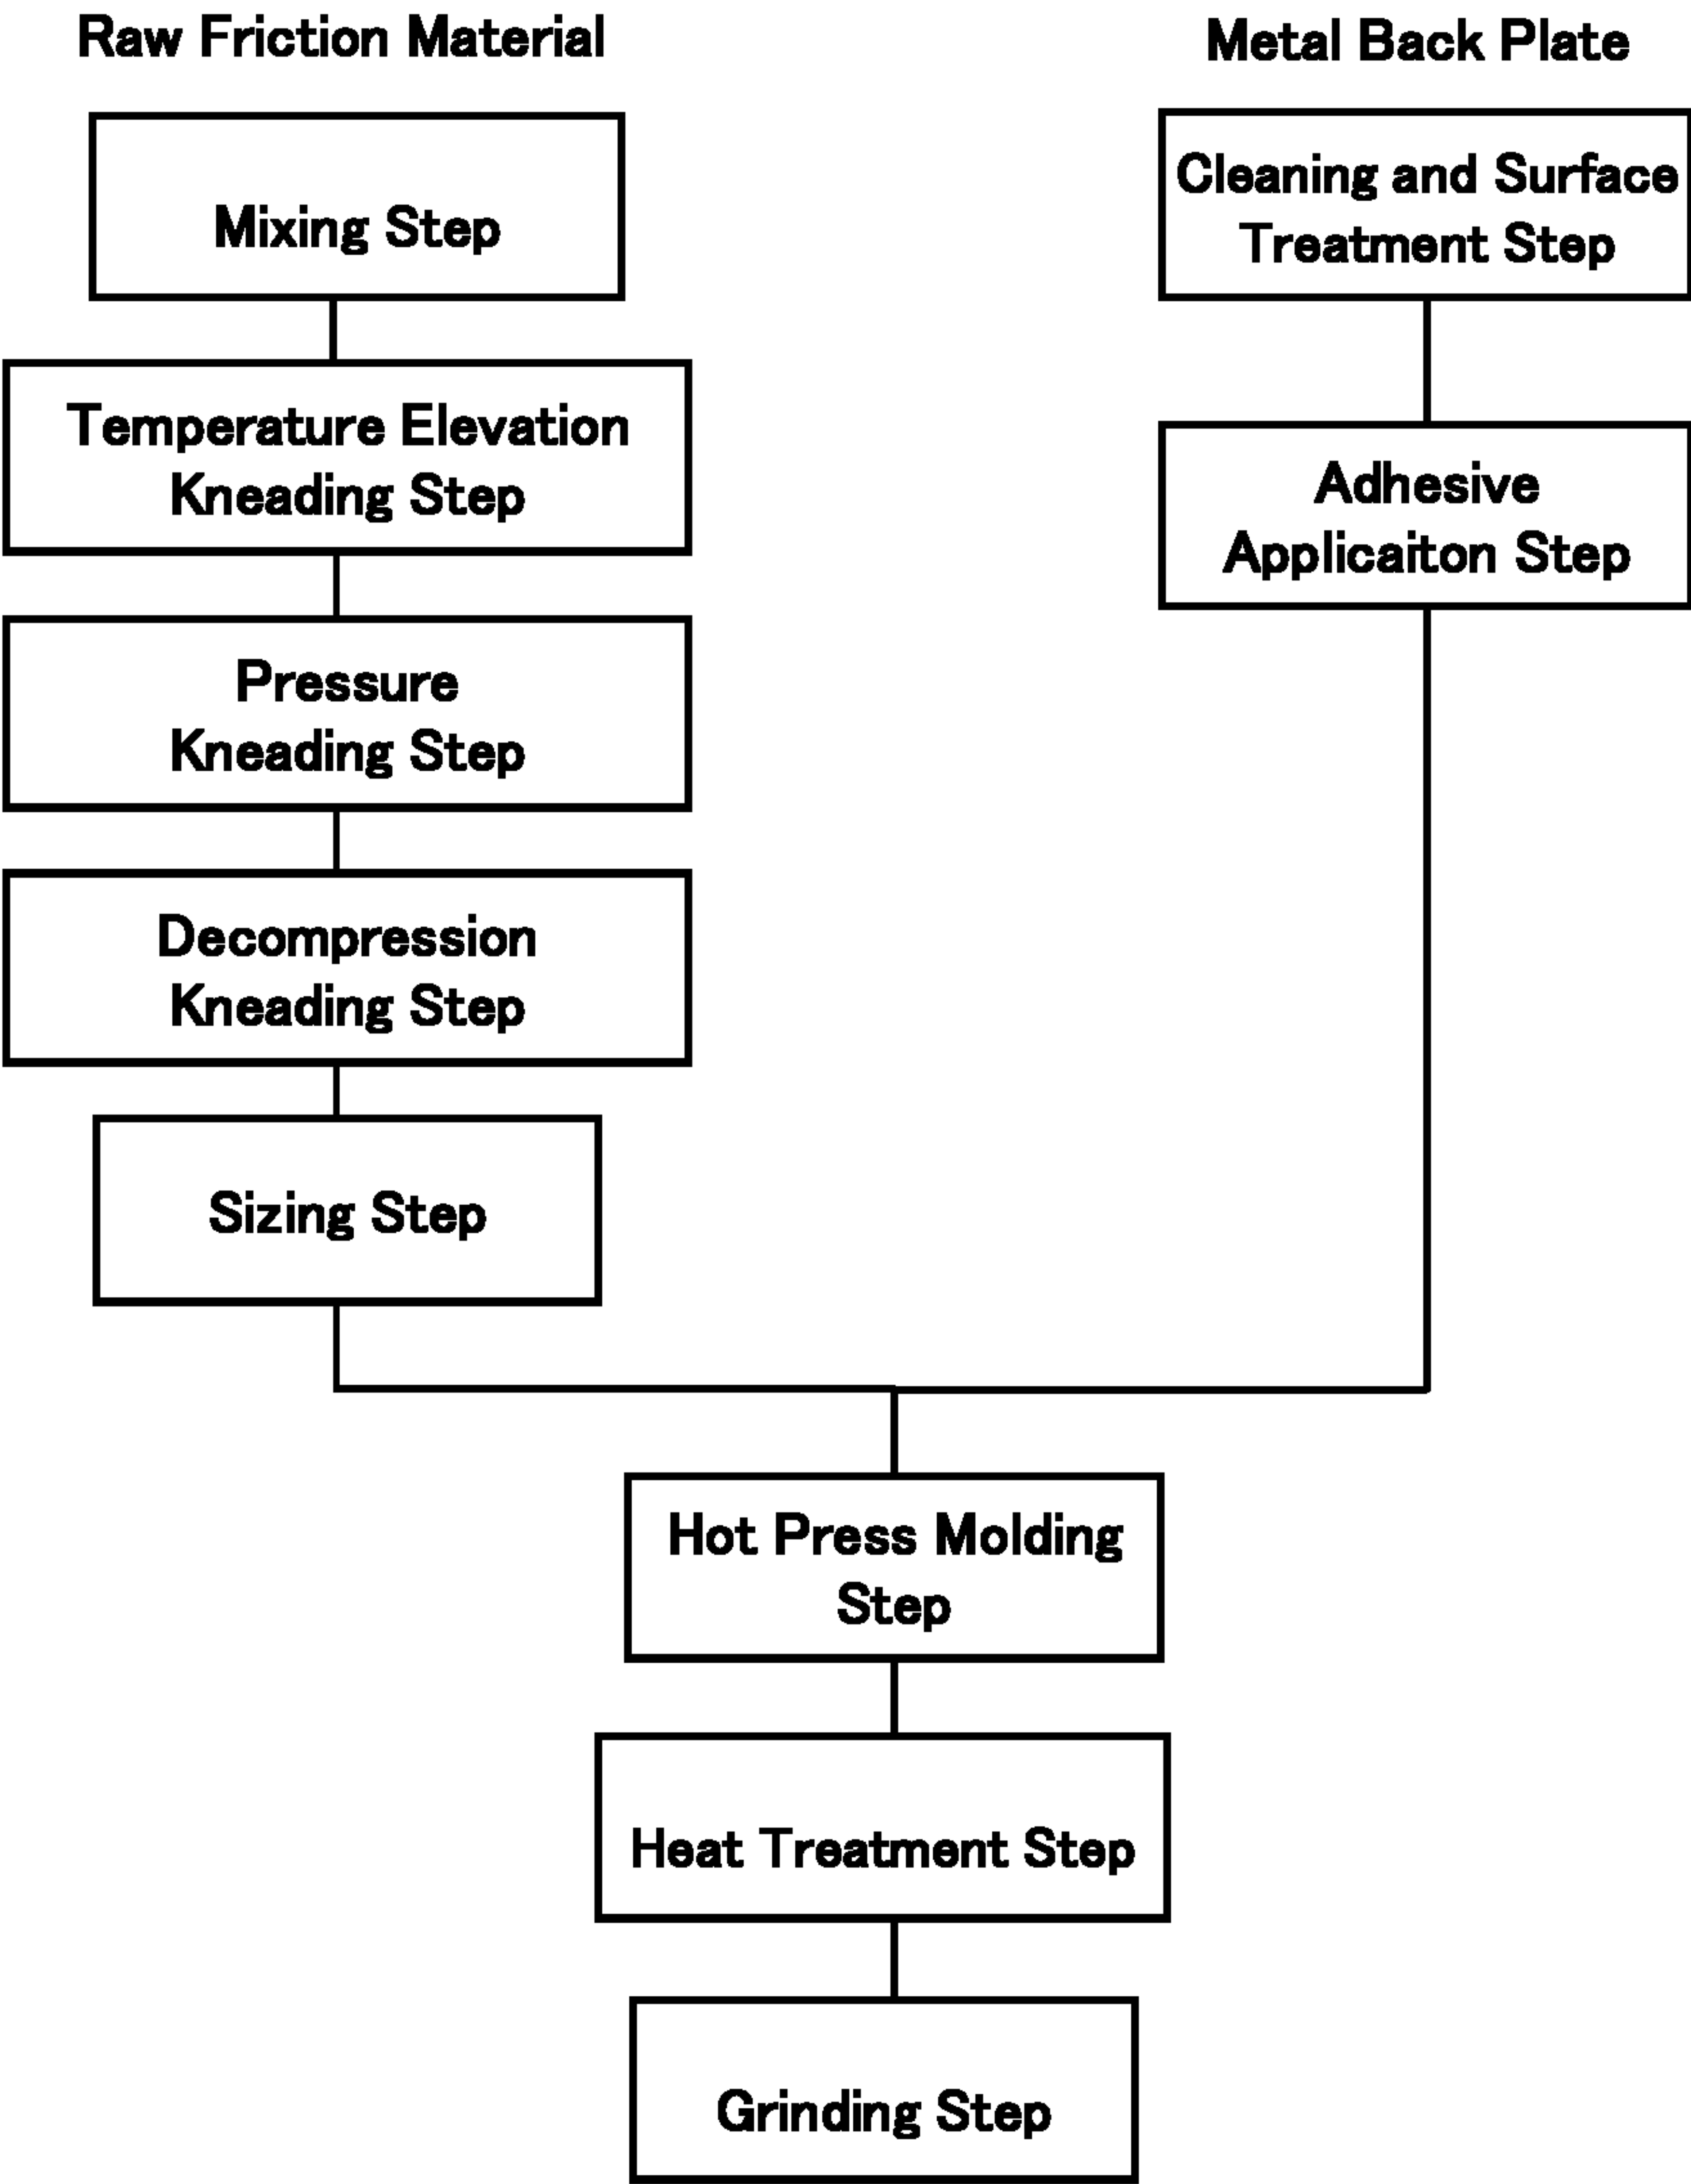 Raw Friction Material
Metal Back Plate
Mixing Step
Cleaning and Surface
Treatment Step
Temperature Elevation
Kneading Step
Adhesive
Applicaiton Step
Pressure
Kneading Step
Decompression
Kneading Step
Sizing Step
Hot Press Molding
Step
Heat Treatment Step
Grinding Step